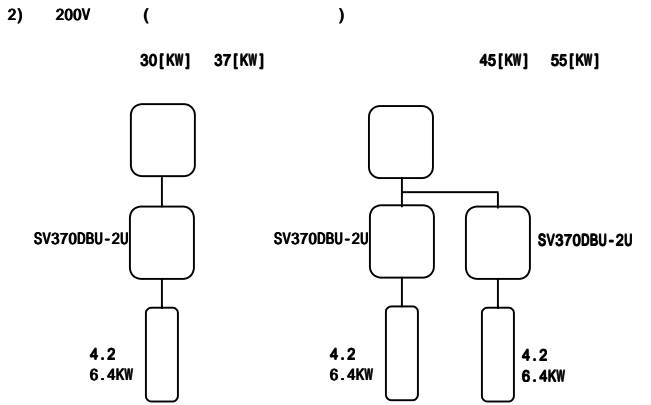 2) 200V ( )
30[KW] 37[KW] 45[KW] 55[KW]
SV370DBU-2U SV370DBU-2U SV370DBU-2U
4.2 4.2 4.2
6.4KW 6.4KW 6.4KW